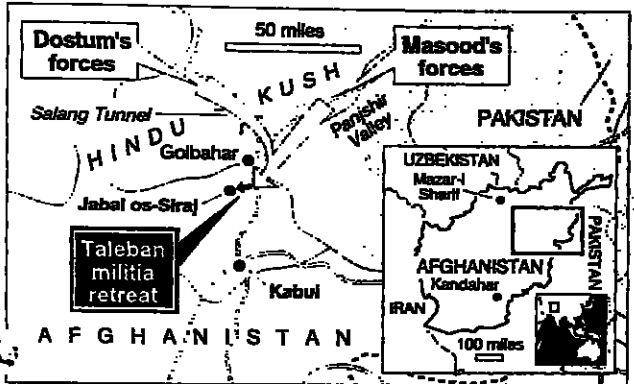 Dostum's
forces
50 miles
Masood's
forces
Salang Tunnel
HINDU
KUSH
Panjshir
Valley
PAKISTAN
Golbahar
Jabal os-Siraj
Taleban
militia
retreat
Kabul
AFGHANISTAN
UZBEKISTAN
Mazar-i
Sharif
PAKISTAN
AFGHANISTAN
Kandahar
IRAN
100 miles